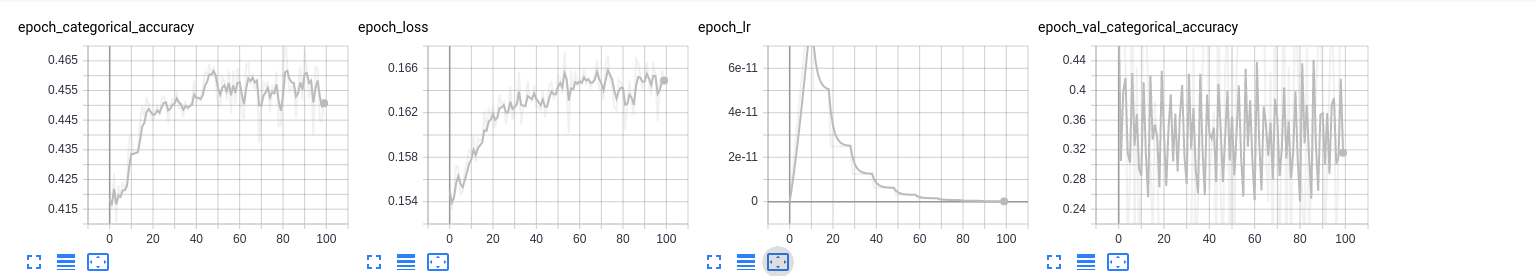 epoch_categorical_accuracy
0.465
0.455
0.445
0.435
0.425
0.415
0 20 40 60 80 100
epoch_loss
0.166
0.162
0.158
0.154
0 20 40 60 80 100
epoch_lr
6e-11
4e-11
2e-11
0
0 20 40 60 80 100
epoch_val_categorical_accuracy
0.44
0.4
0.36
0.32
0.28
0.24
0 20 40 60 80 100